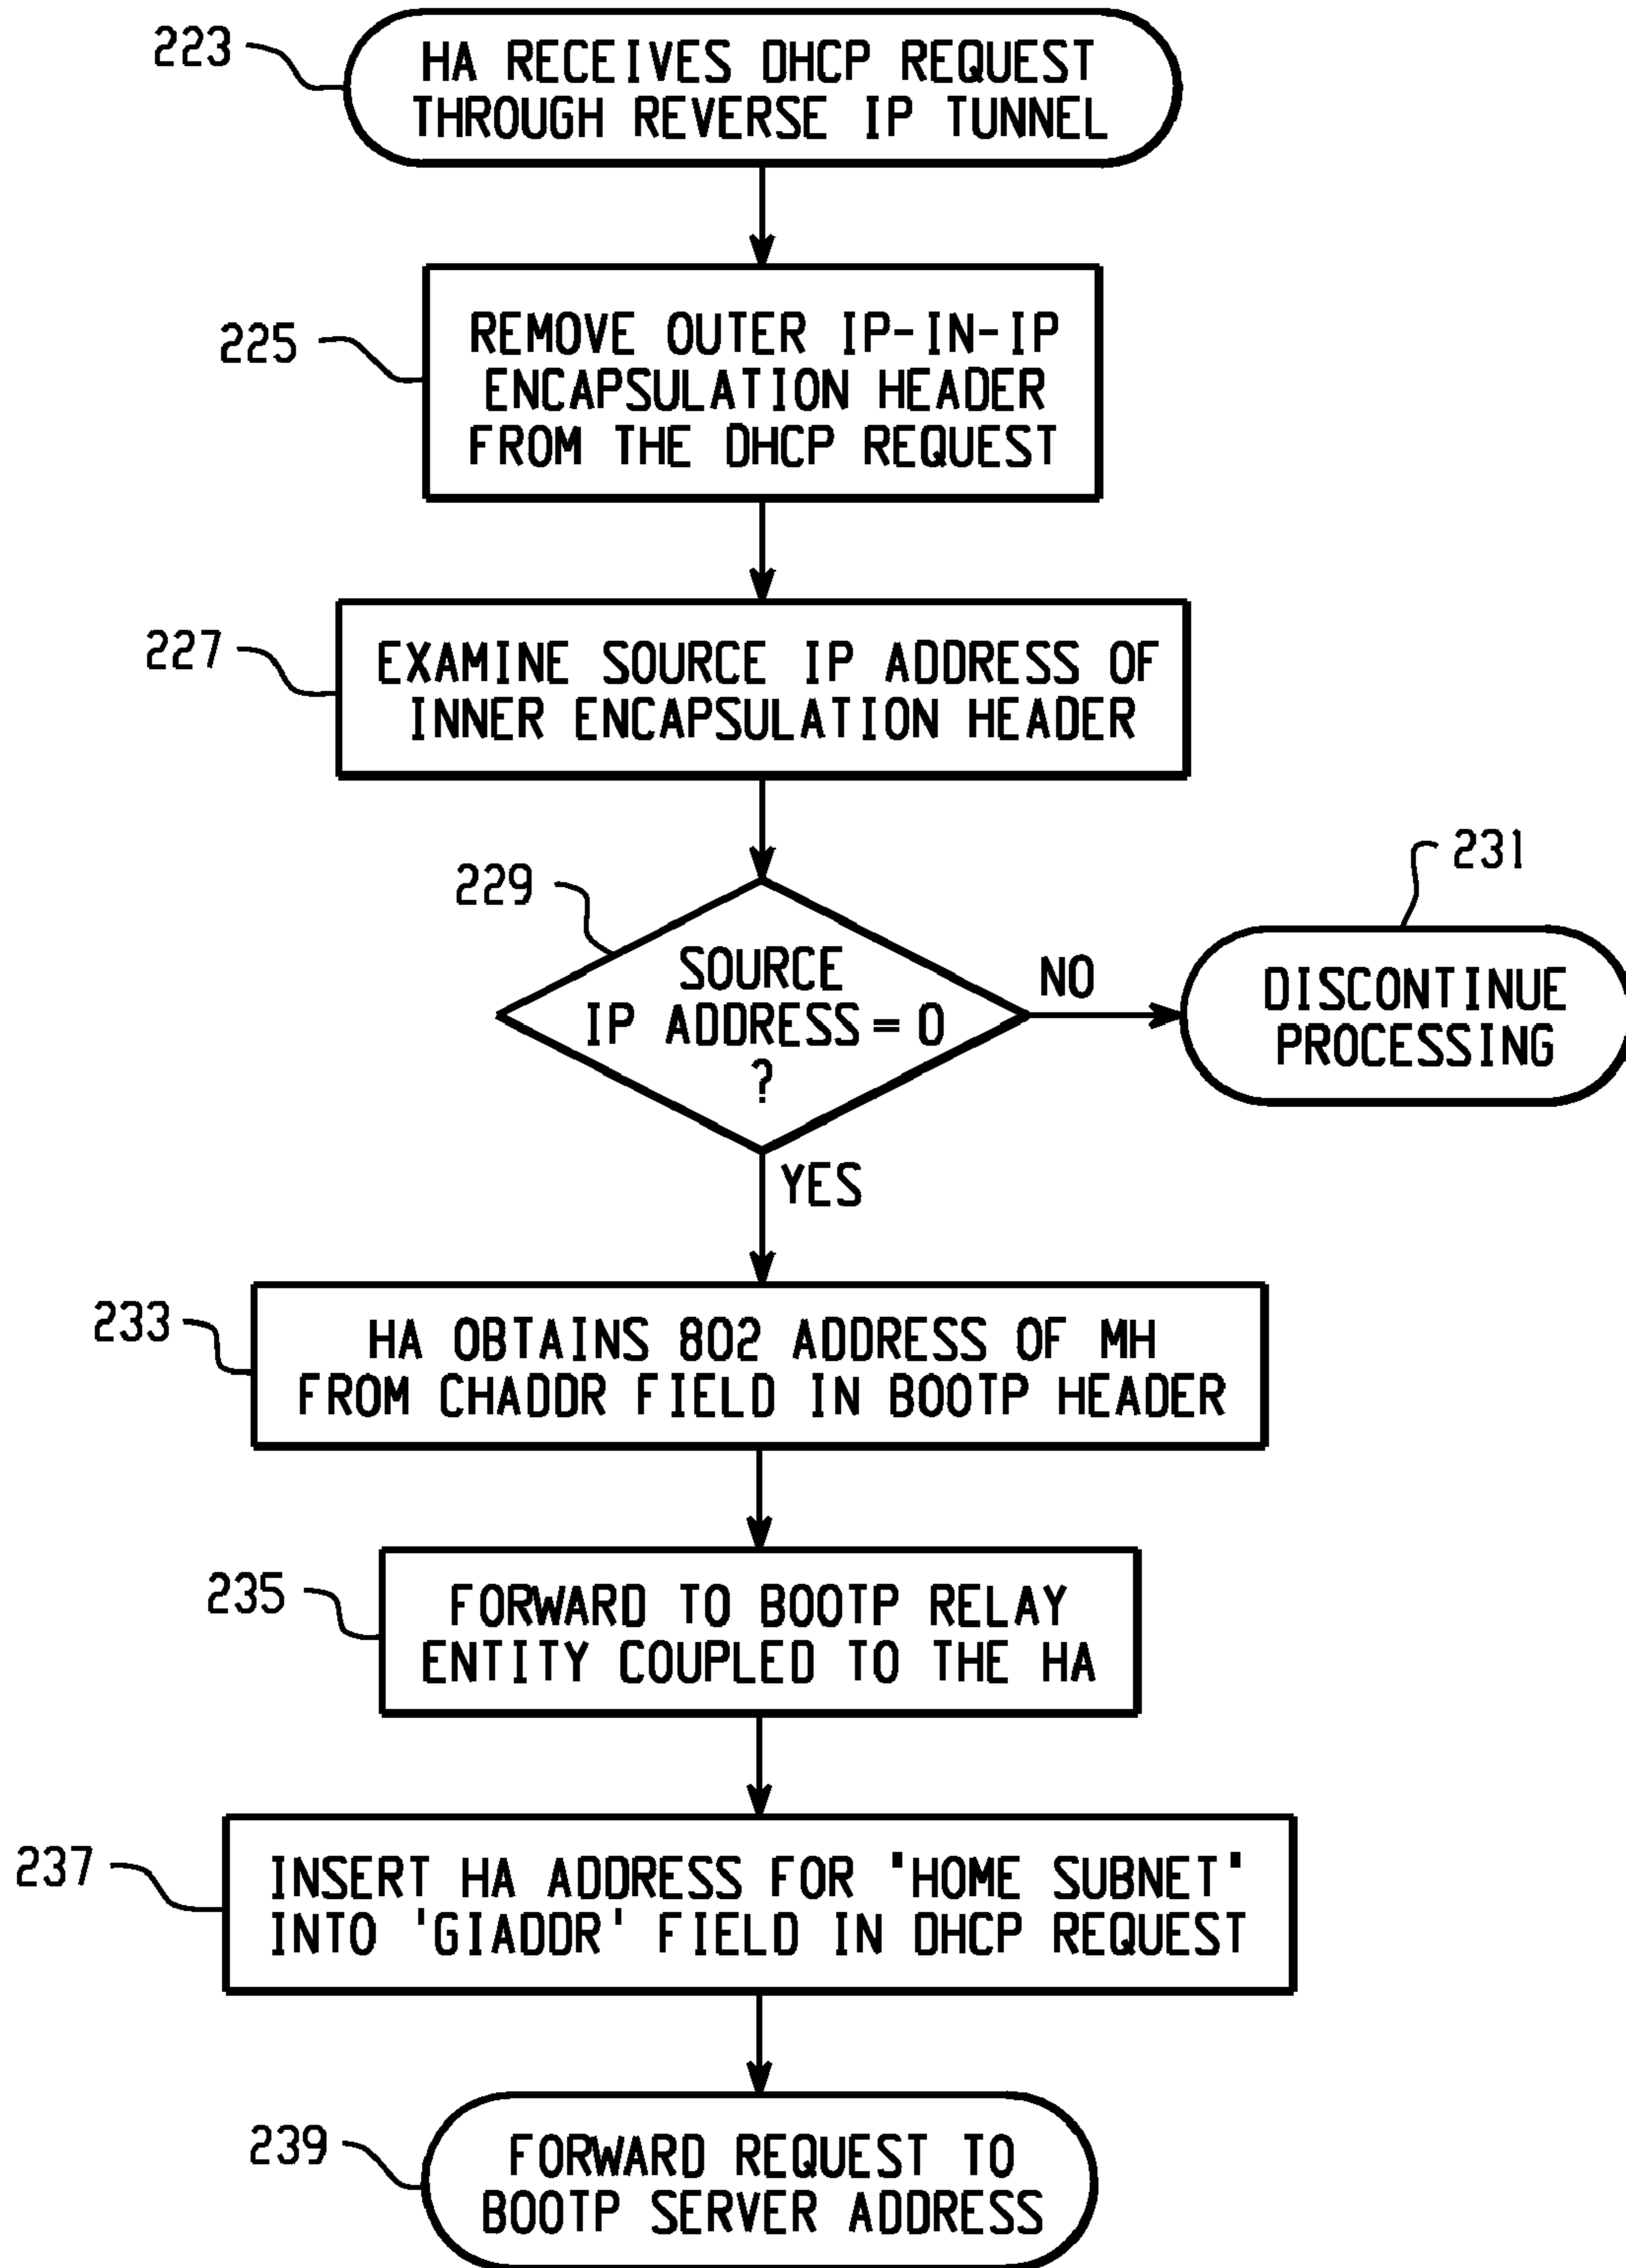 223
HA RECEIVES DHCP REQUEST
THROUGH REVERSE IP TUNNEL
225
REMOVE OUTER IP-IN-IP
ENCAPSULATION HEADER
FROM THE DHCP REQUEST
227
EXAMINE SOURCE IP ADDRESS OF
INNER ENCAPSULATION HEADER
229
SOURCE
IP ADDRESS = 0
?
NO
231
DISCONTINUE
PROCESSING
YES
233
HA OBTAINS 802 ADDRESS OF MH
FROM CHADDR FIELD IN BOOTP HEADER
235
FORWARD TO BOOTP RELAY
ENTITY COUPLED TO THE HA
237
INSERT HA ADDRESS FOR 'HOME SUBNET'
INTO 'GIADDR' FIELD IN DHCP REQUEST
239
FORWARD REQUEST TO
BOOTP SERVER ADDRESS